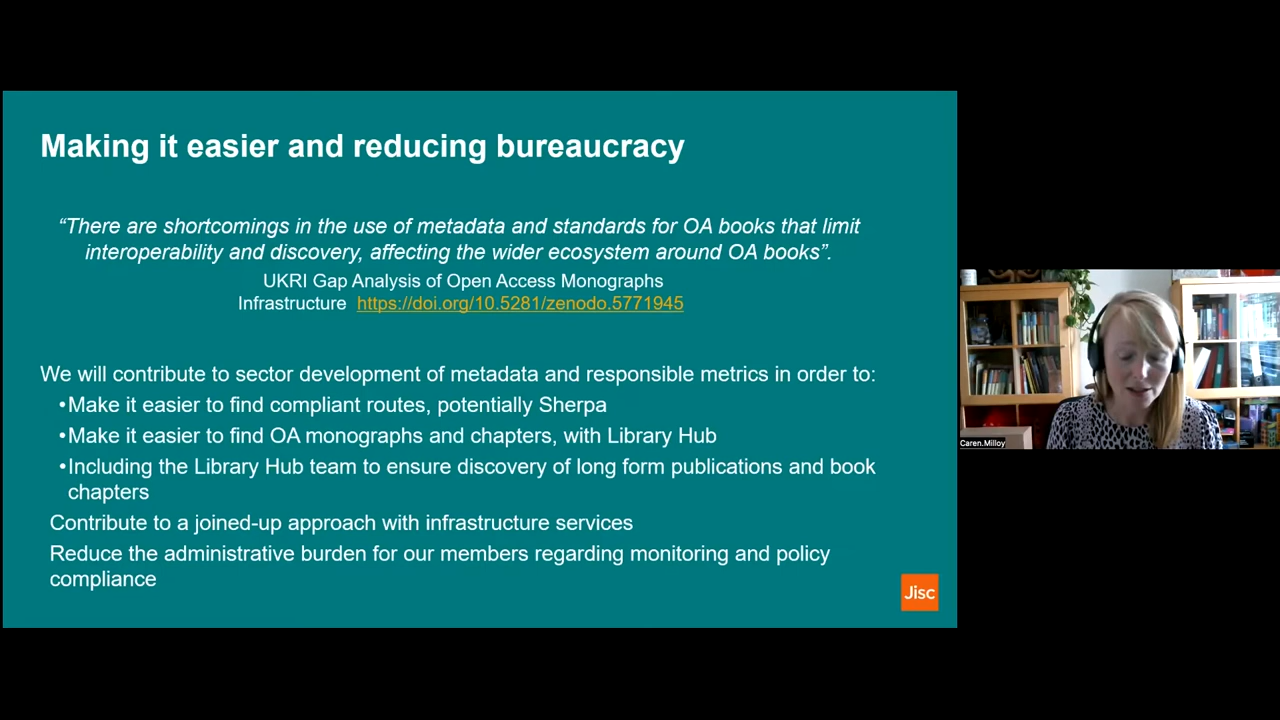 Making it easier and reducing bureaucracy
“There are shortcomings in the use of metadata and standards for OA books that limit
interoperability and discovery, affecting the wider ecosystem around OA books”.
UKRI Gap Analysis of Open Access Monographs
Infrastructure https://doi.org/10.5281/zenodo.5771945
We will contribute to sector development of metadata and responsible metrics in order to:
•Make it easier to find compliant routes, potentially Sherpa
•Make it easier to find OA monographs and chapters, with Library Hub
•Including the Library Hub team to ensure discovery of long form publications and book
chapters
Contribute to a joined-up approach with infrastructure services
Reduce the administrative burden for our members regarding monitoring and policy
compliance
Jisc
Caren.Milloy